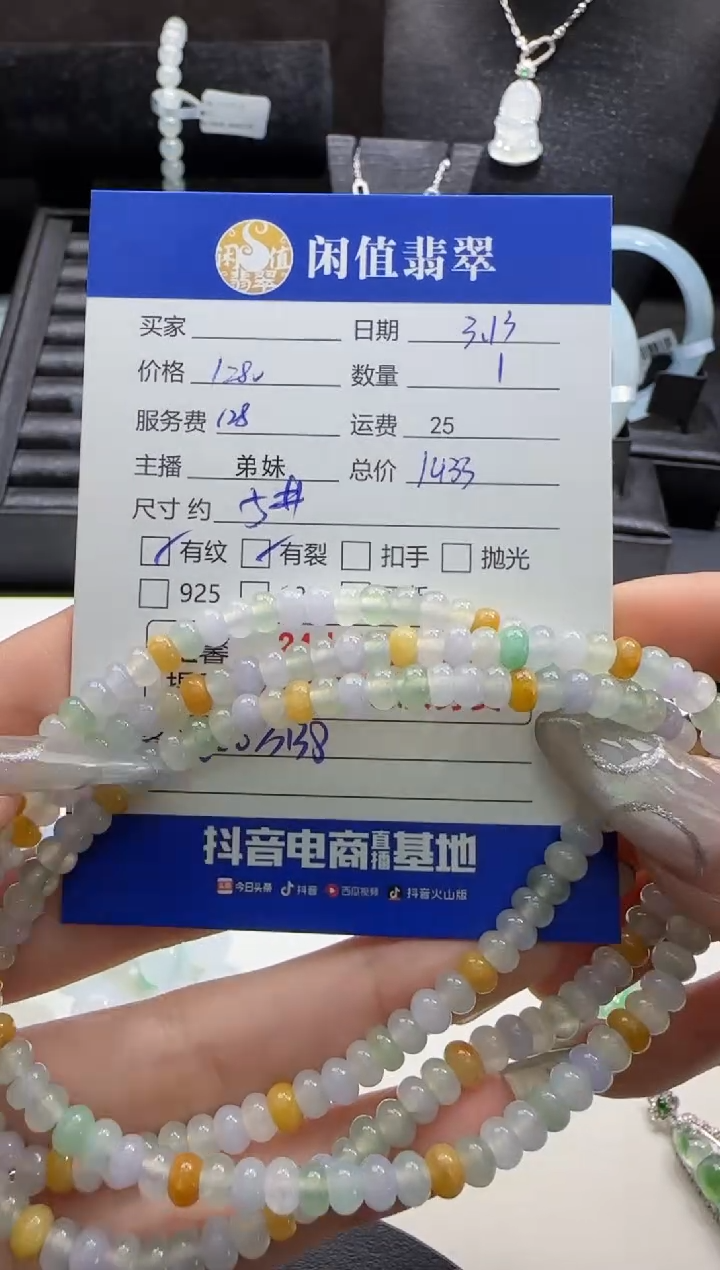 闲值翡翠
闲值翡翠
买家 日期 3.13
价格 1280 数量 1
服务费 128 运费 25
主播 弟妹 总价 1433
尺寸 约 5#
有纹 有裂 扣手 抛光
925
138
抖音电商直播基地
今日头条 抖音 西瓜视频 抖音火山版